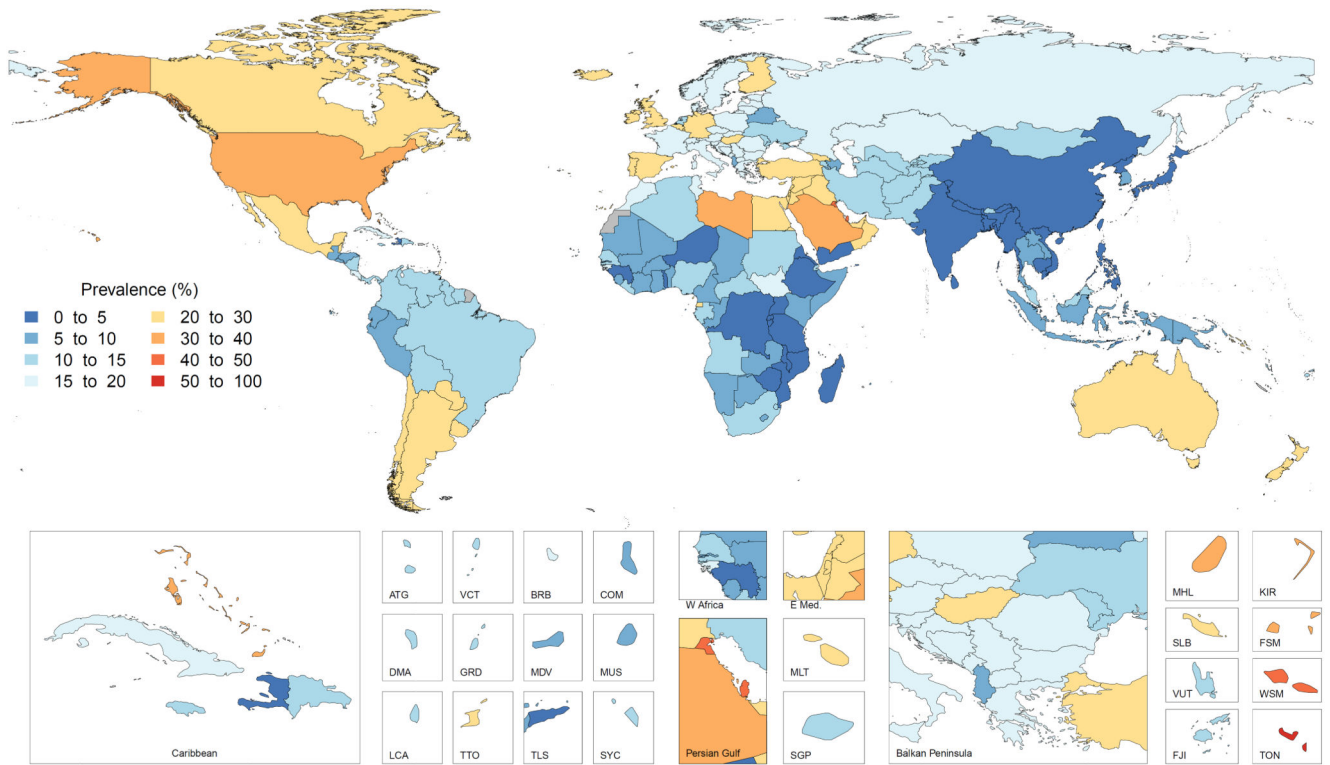 Prevalence (%)
0 to 5
20 to 30
5 to 10
30 to 40
10 to 15
40 to 50
15 to 20
50 to 100
ATG
VCT
BRB
COM
W Africa
E Med.
MHL
KIR
DMA
GRD
MDV
MUS
MLT
SLB
FSM
VUT
WSM
Caribbean
LCA
TTO
TLS
SYC
Persian Gulf
SGP
Balkan Peninsula
FJI
TON